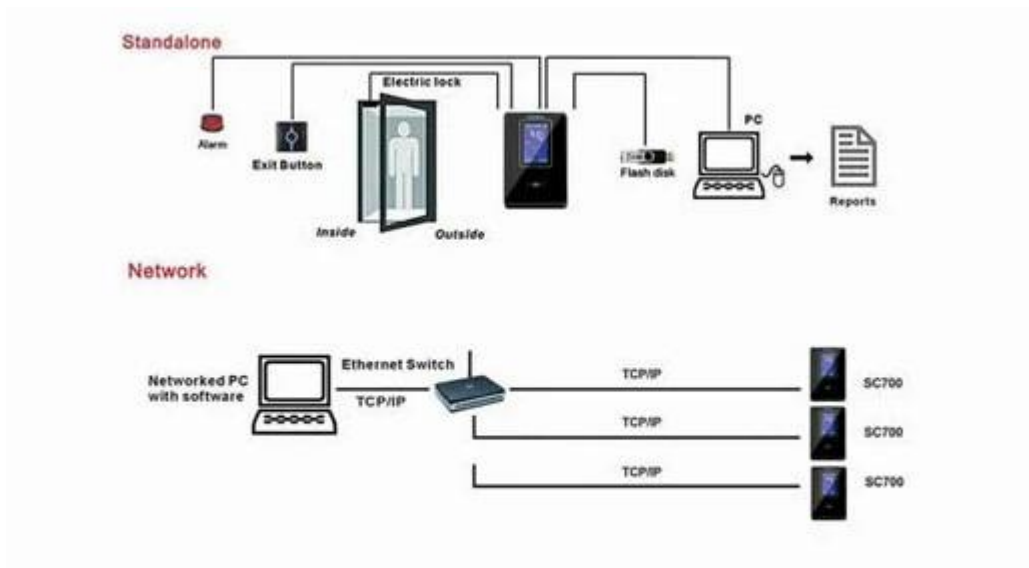 Standalone
Electric lock
PC
Alarm
Exit Button
Flash disk
Reports
Inside
Outside
Network
Ethernet Switch
TCP/IP
SC700
Networked PC
with software
TCP/IP
TCP/IP
SC700
TCP/IP
SC700